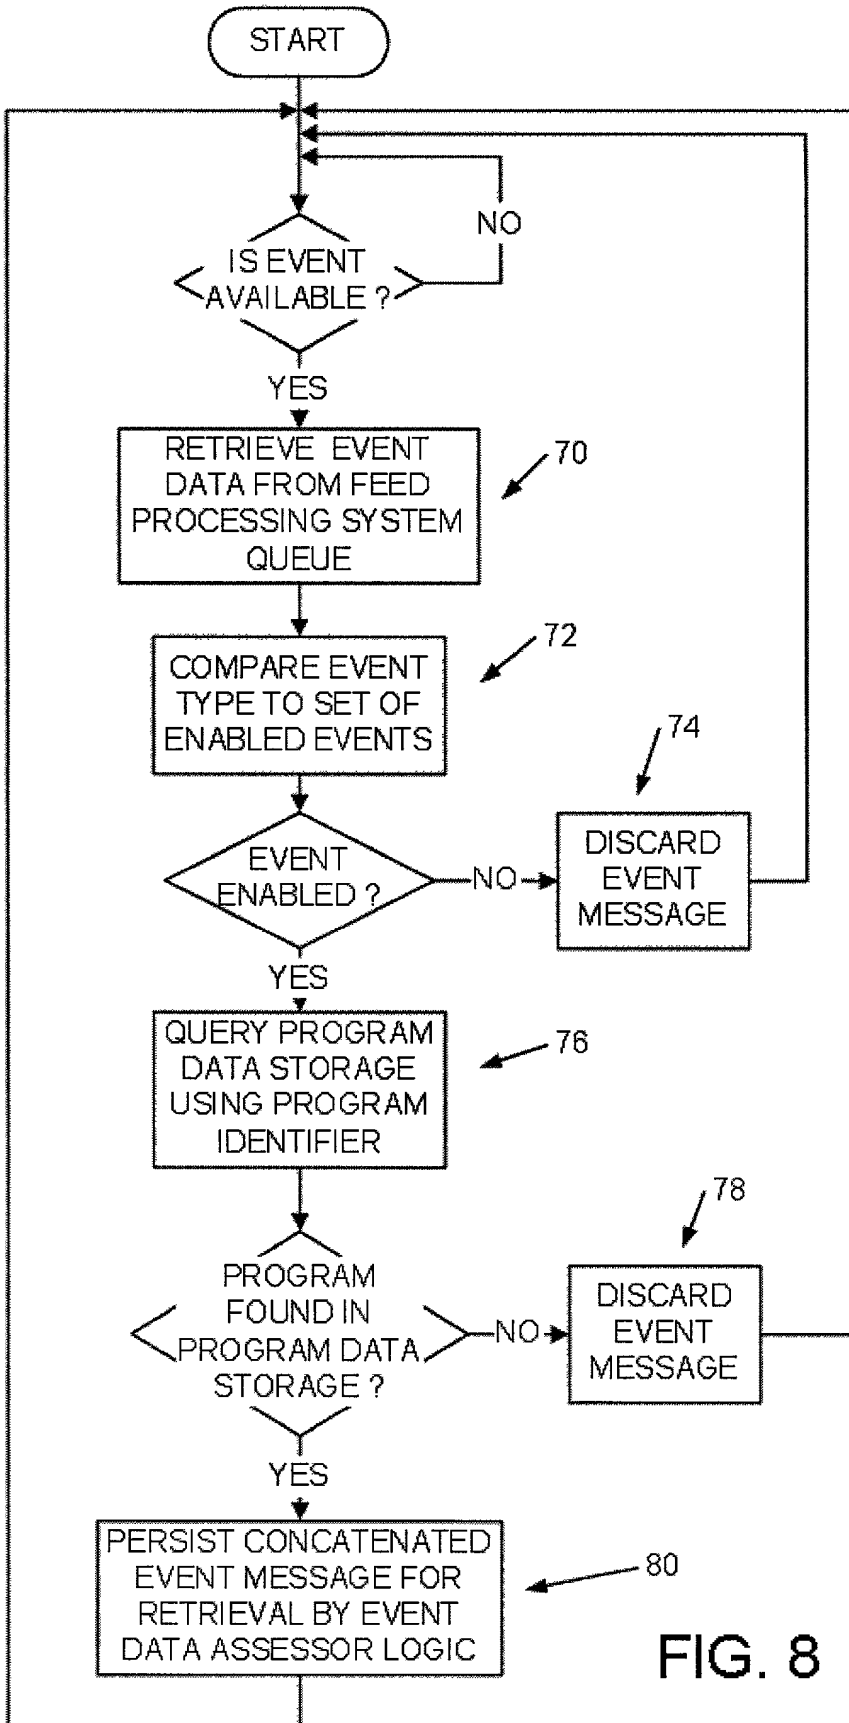 START
NO
IS EVENT
AVAILABLE ?
YES
RETRIEVE EVENT
DATA FROM FEED
PROCESSING SYSTEM
QUEUE
70
COMPARE EVENT
TYPE TO SET OF
ENABLED EVENTS
72
74
EVENT
ENABLED ?
NO
DISCARD
EVENT
MESSAGE
YES
QUERY PROGRAM
DATA STORAGE
USING PROGRAM
IDENTIFIER
76
78
PROGRAM
FOUND IN
PROGRAM DATA
STORAGE ?
NO
DISCARD
EVENT
MESSAGE
YES
PERSIST CONCATENATED
EVENT MESSAGE FOR
RETRIEVAL BY EVENT
DATA ASSESSOR LOGIC
80
FIG. 8